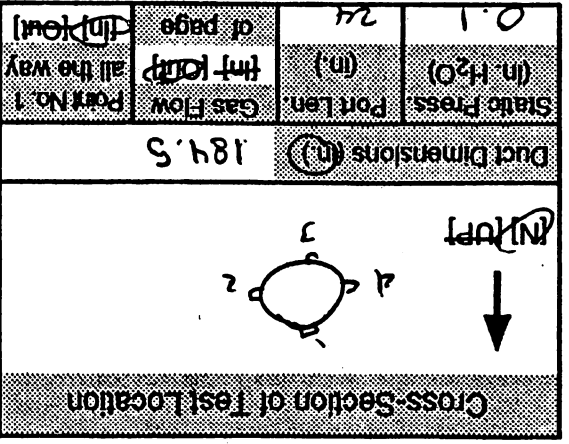 Cross-Section of Test Location
[N] [UP]
1
4 2
3
Duct Dimensions (in.) 184.5
Static Press. Port Len. Gas Flow Point No. 1
(in. H₂O) (in.) [In] [Out] all the way
0.1 24 of page [In] [Out]